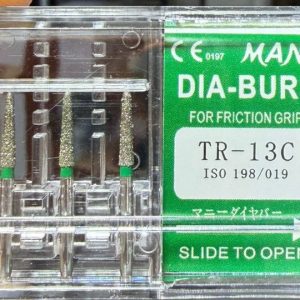 CE 0197 MAN
DIA-BUR
FOR FRICTION GRIP
TR-13C
ISO 198/019
マニーダイヤバー
SLIDE TO OPEN